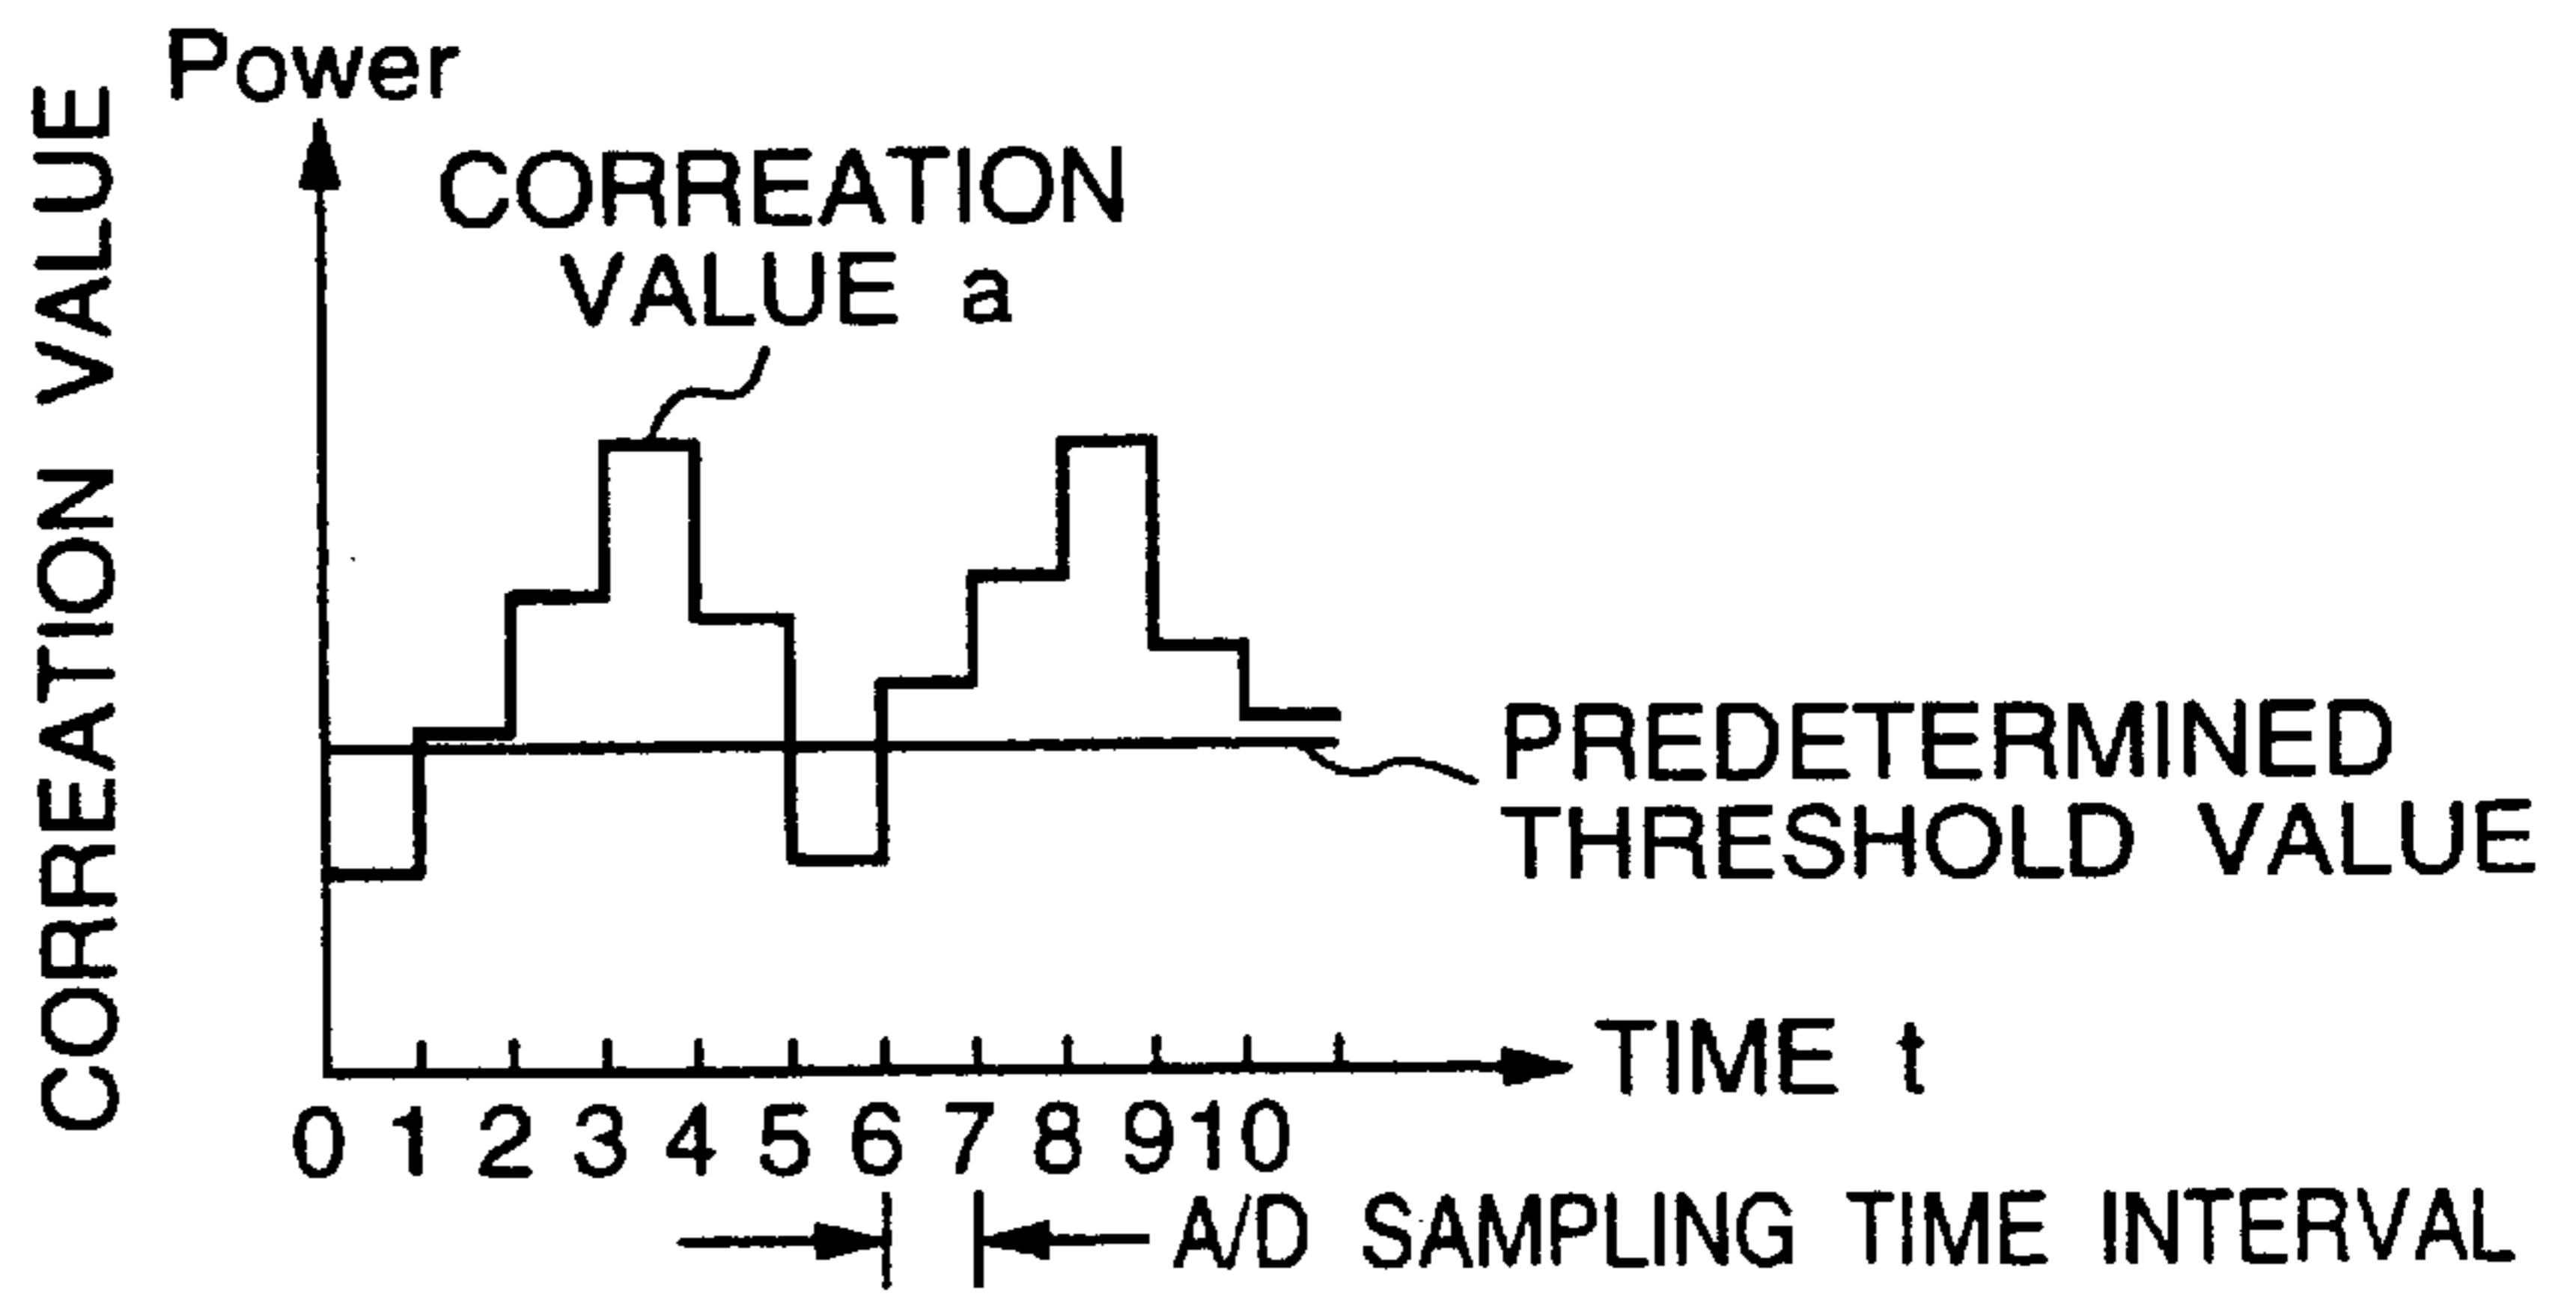 Power
CORREATION VALUE
CORREATION
VALUE a
PREDETERMINED
THRESHOLD VALUE
TIME t
0 1 2 3 4 5 6 7 8 9 10
A/D SAMPLING TIME INTERVAL